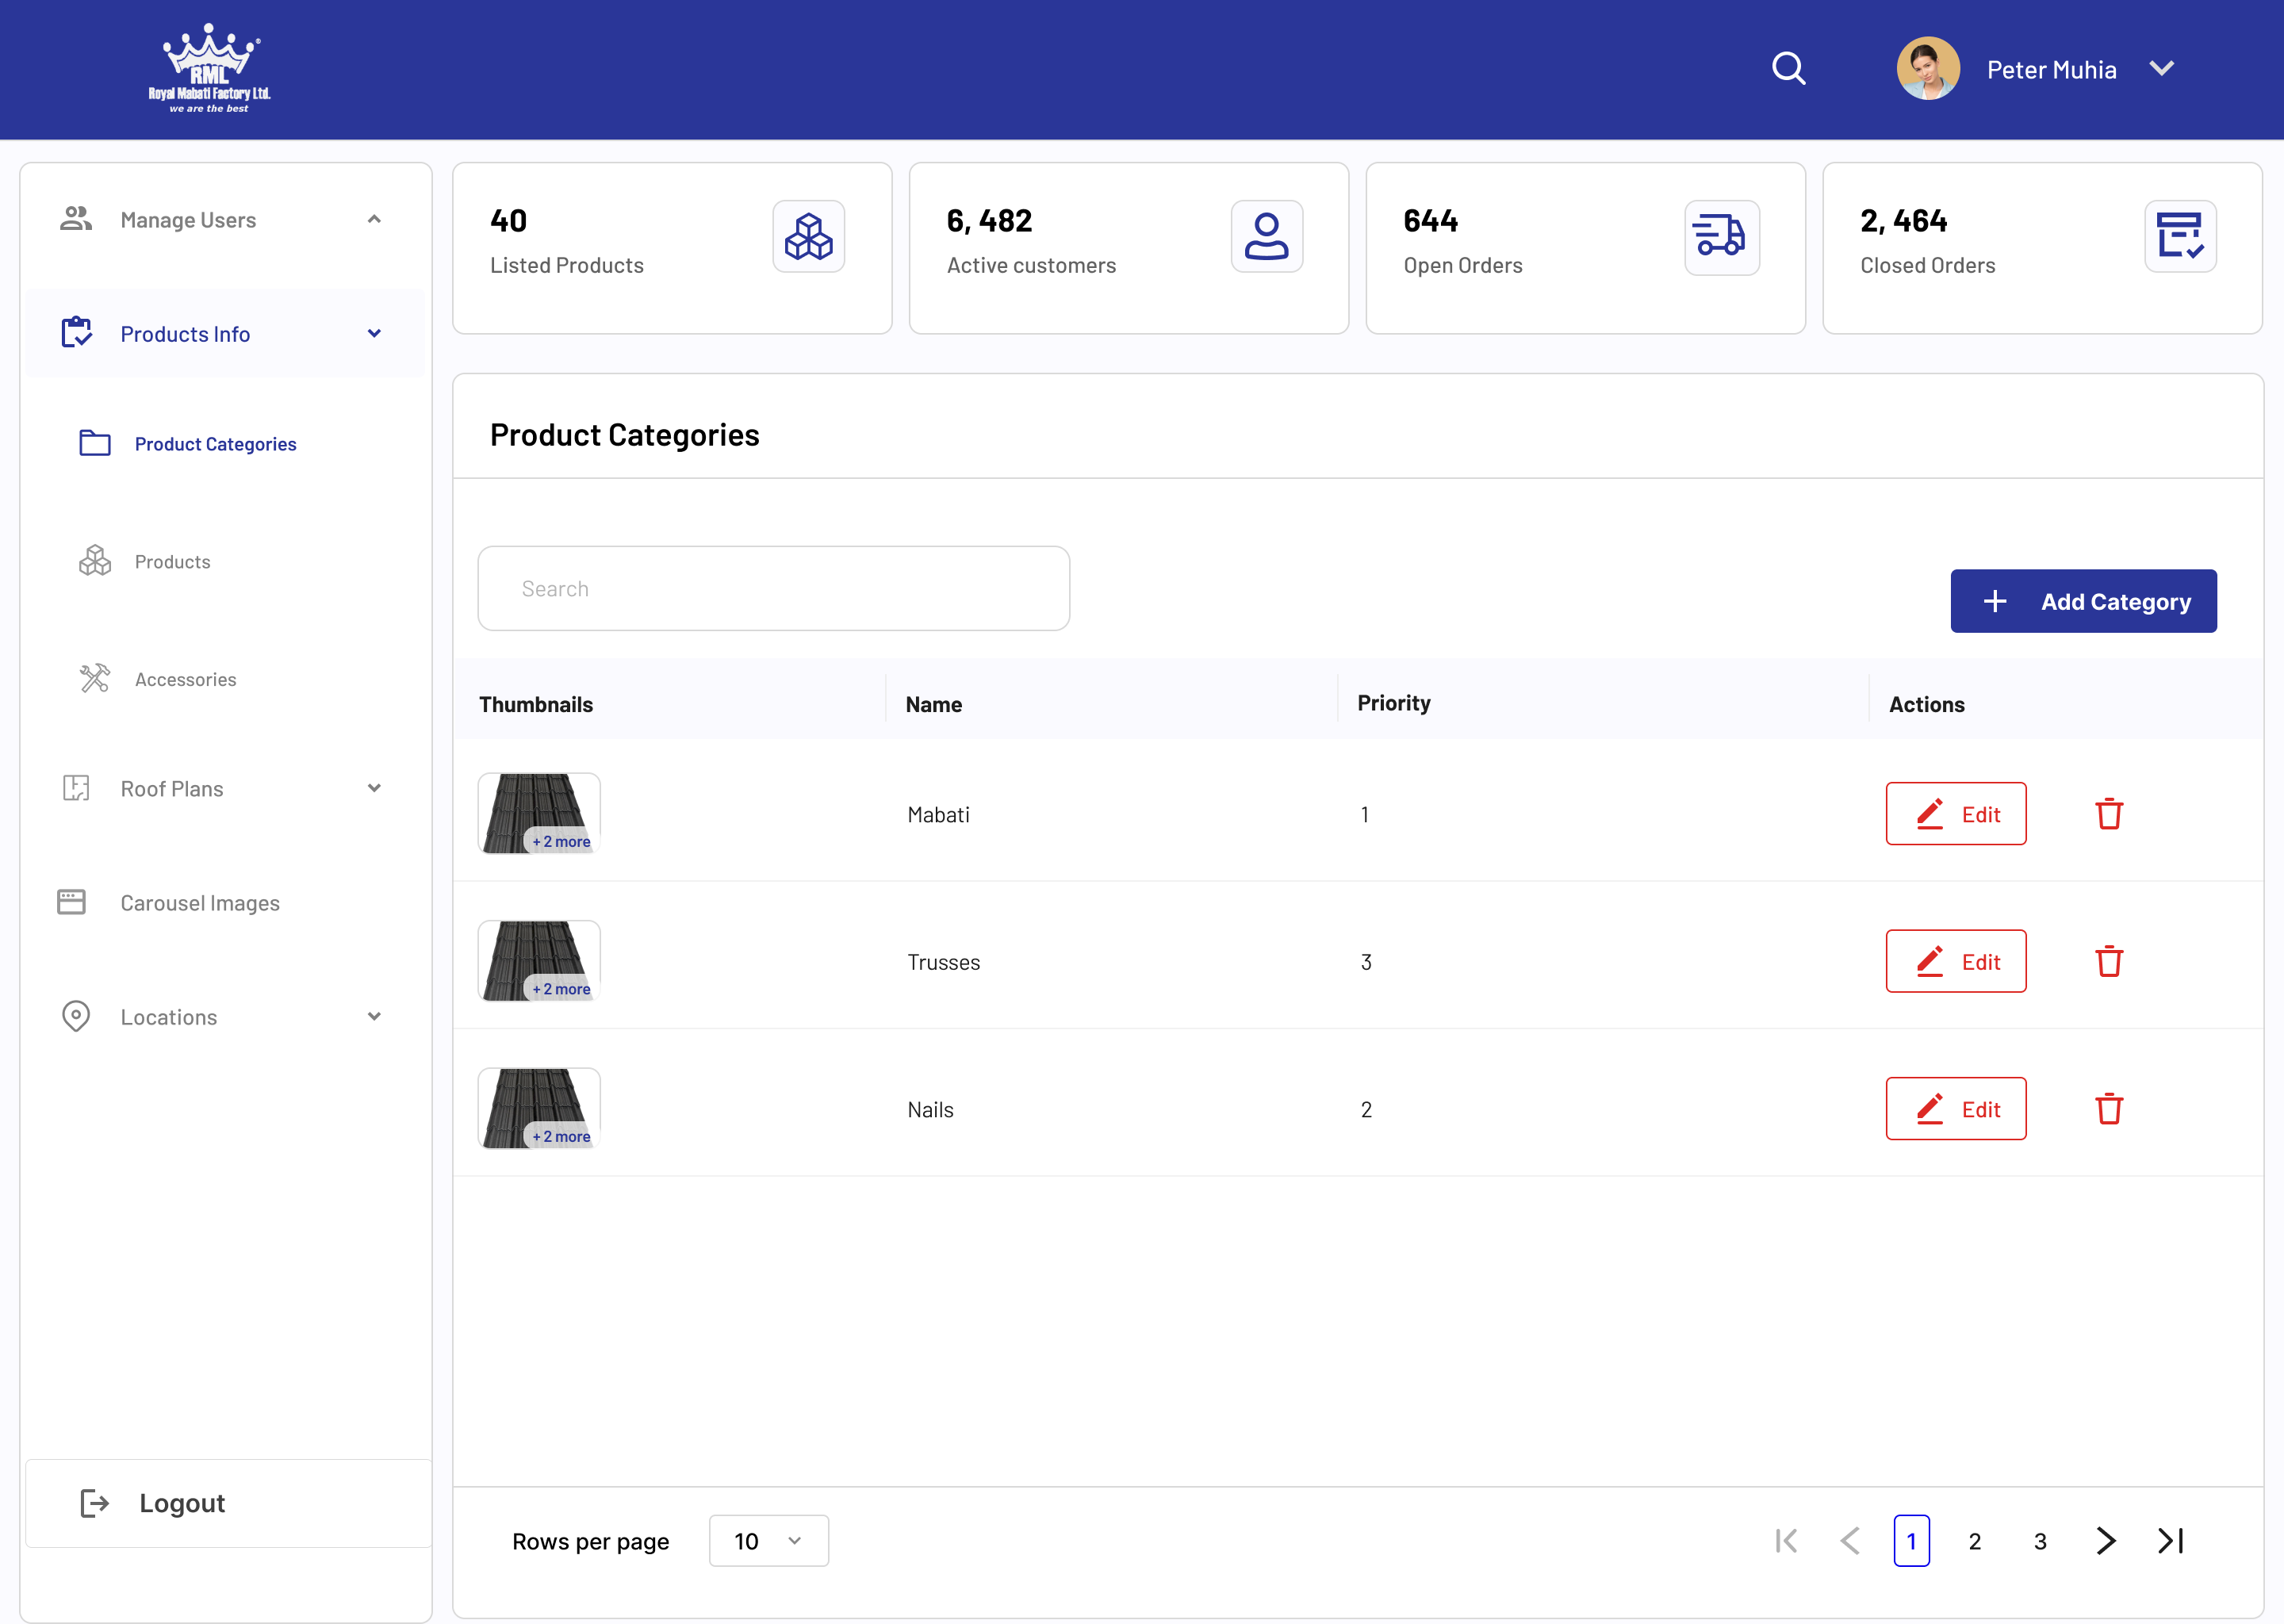 RML
Royal Mabati Factory Ltd.
we are the best
Peter Muhia
Manage Users
Products Info
Product Categories
Products
Accessories
Roof Plans
Carousel Images
Locations
Logout
40
Listed Products
6, 482
Active customers
644
Open Orders
2, 464
Closed Orders
Product Categories
Search
Add Category
Thumbnails Name Priority Actions
+ 2 more Mabati 1 Edit
+ 2 more Trusses 3 Edit
+ 2 more Nails 2 Edit
Rows per page 10 1 2 3